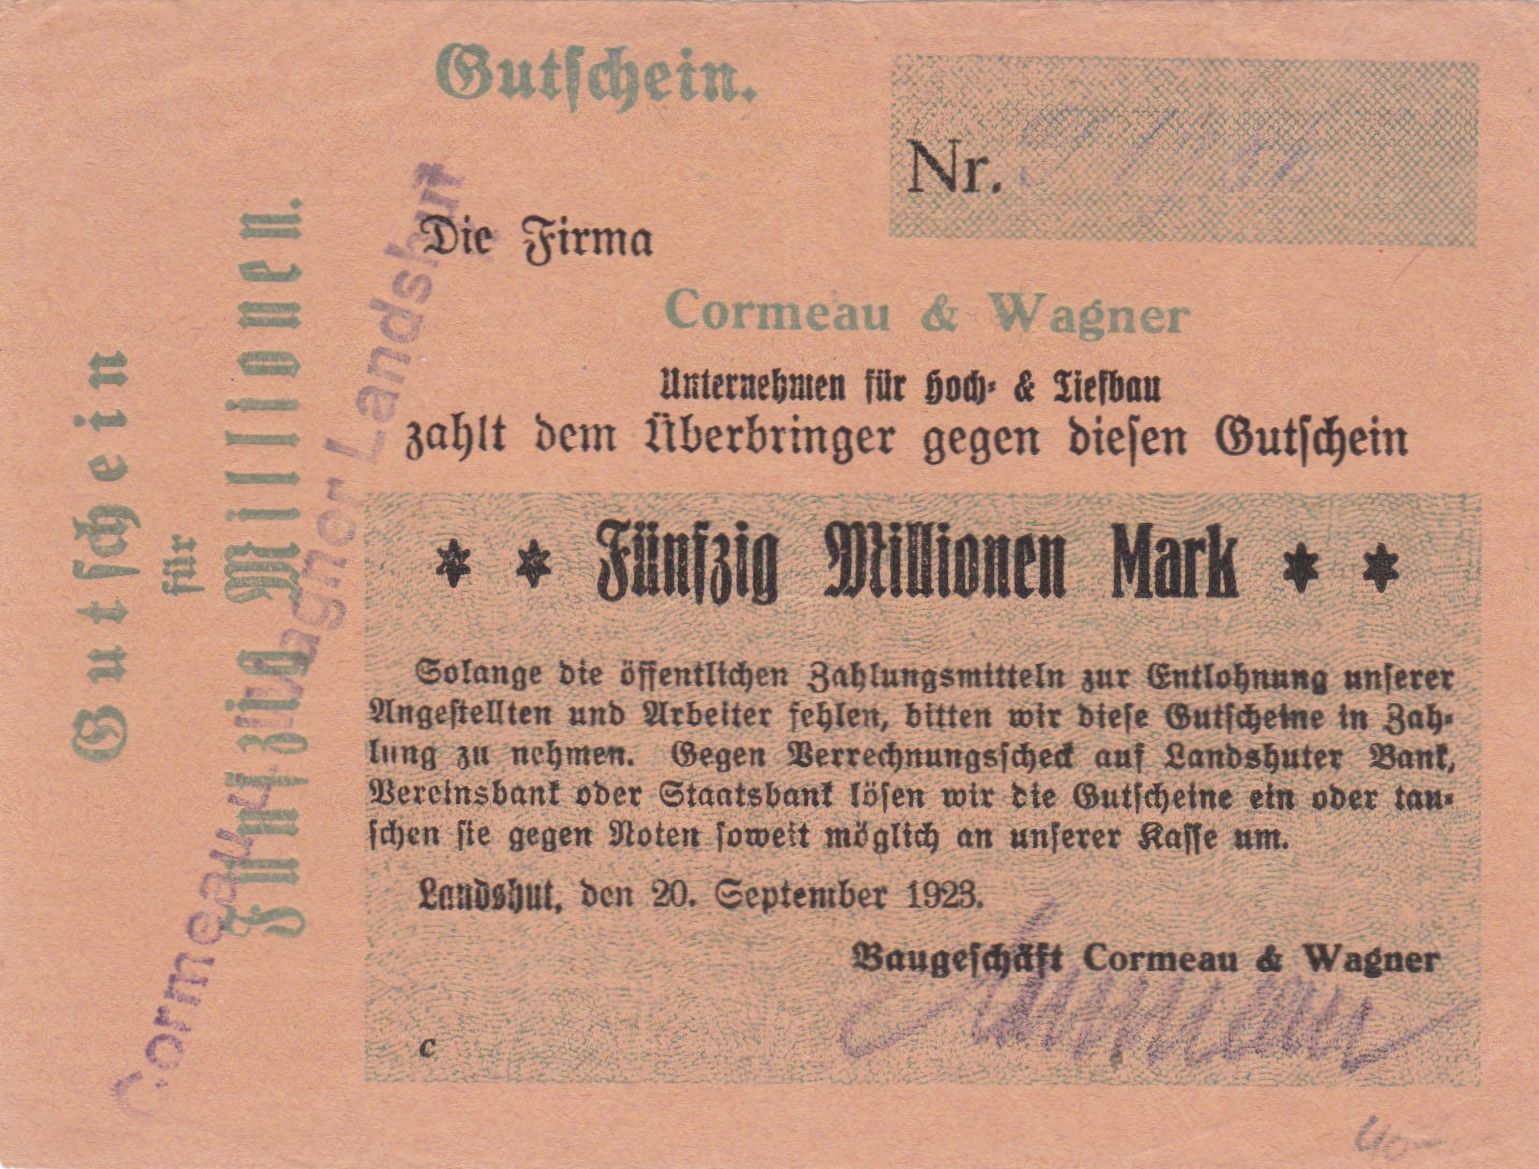 Gutschein.
Nr.
Die Firma
Cormeau & Wagner
Unternehmen für Hoch- & Tiefbau
zahlt dem Überbringer gegen diesen Gutschein
* * Fünfzig Millionen Mark * *
Solange die öffentlichen Zahlungsmitteln zur Entlohnung unserer
Angestellten und Arbeiter fehlen, bitten wir diese Gutscheine in Zah-
lung zu nehmen. Gegen Verrechnungsscheck auf Landshuter Bank,
Vereinsbank oder Staatsbank lösen wir die Gutscheine ein oder tau-
schen sie gegen Noten soweit möglich an unserer Kasse um.
Landshut, den 20. September 1923.
Baugeschäft Cormeau & Wagner
c
Gutschein
für
Fünfzig Millionen.
Cormeau & Wagner Landshut
40-